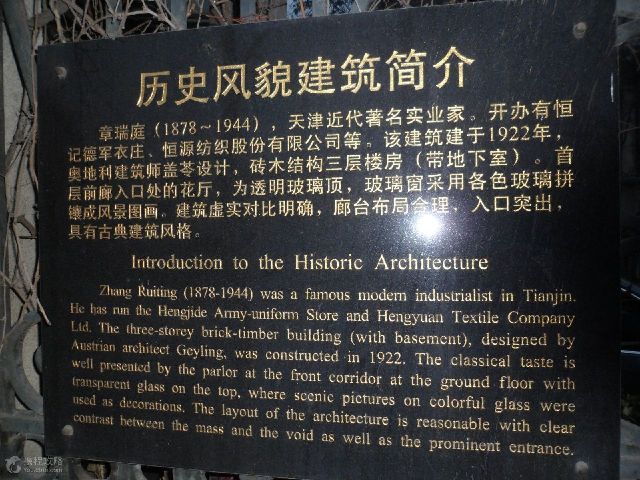 历史风貌建筑简介
章瑞庭（1878～1944），天津近代著名实业家。开办有恒
记德军衣庄、恒源纺织股份有限公司等。该建筑建于1922年，
奥地利建筑师盖苓设计，砖木结构三层楼房（带地下室）。首
层前廊入口处的花厅，为透明玻璃顶，玻璃窗采用各色玻璃拼
镶成风景图画。建筑虚实对比明确，廊台布局合理，入口突出，
具有古典建筑风格。
Introduction to the Historic Architecture
Zhang Ruiting (1878-1944) was a famous modern industrialist in Tianjin.
He has run the Hengjide Army-uniform Store and Hengyuan Textile Company
Ltd. The three-storey brick-timber building (with basement), designed by
Austrian architect Geyling, was constructed in 1922. The classical taste is
well presented by the parlor at the front corridor at the ground floor with
transparent glass on the top, where scenic pictures on colorful glass were
used as decorations. The layout of the architecture is reasonable with clear
contrast between the mass and the void as well as the prominent entrance.